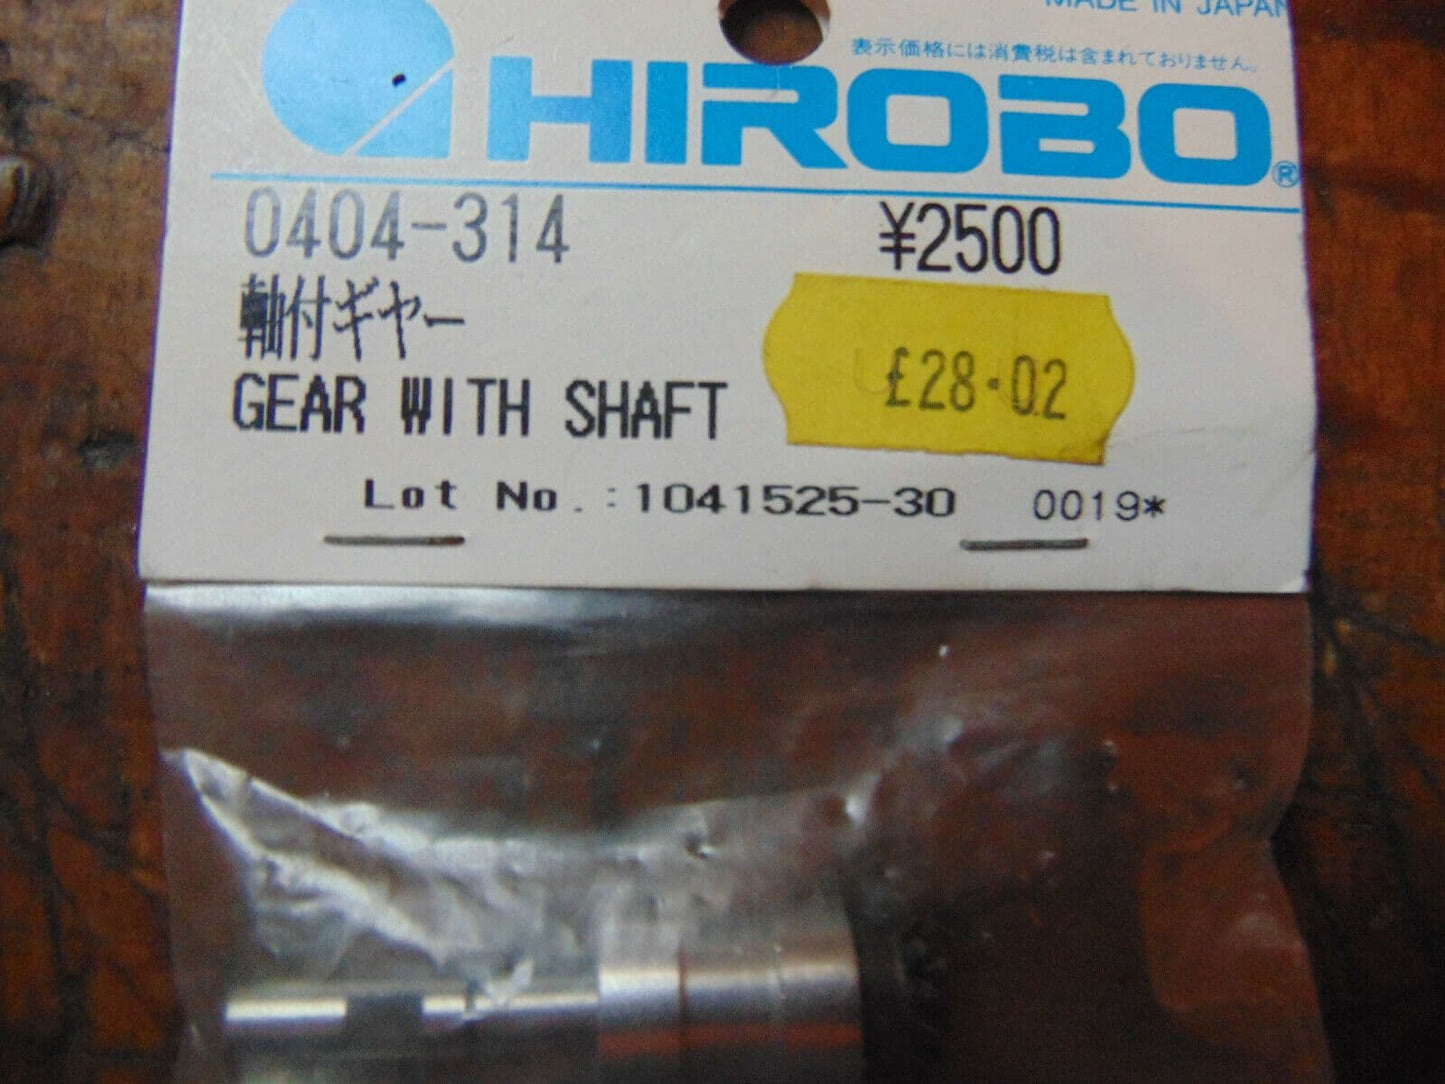 MADE IN JAPAN
表示価格には消費税は含まれておりません。
HIROBO®
0404-314 ¥2500
軸付ギヤー
£28.02
GEAR WITH SHAFT
Lot No.:1041525-30 0019*